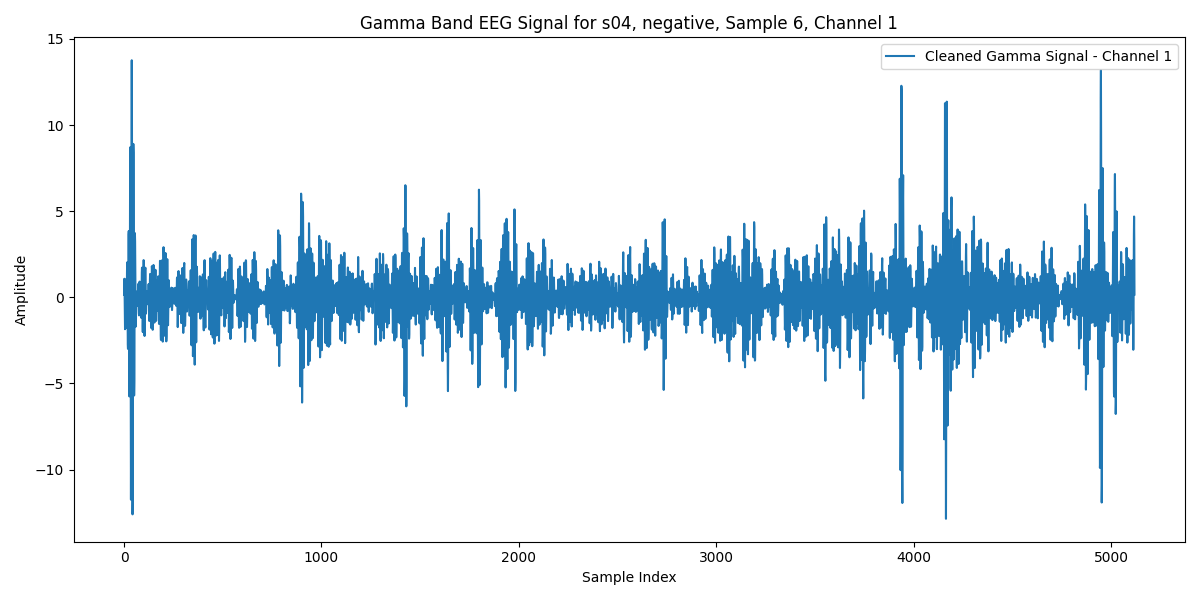 Gamma Band EEG Signal for s04, negative, Sample 6, Channel 1
Cleaned Gamma Signal - Channel 1
15
10
5
0
−5
−10
Amplitude
0 1000 2000 3000 4000 5000
Sample Index